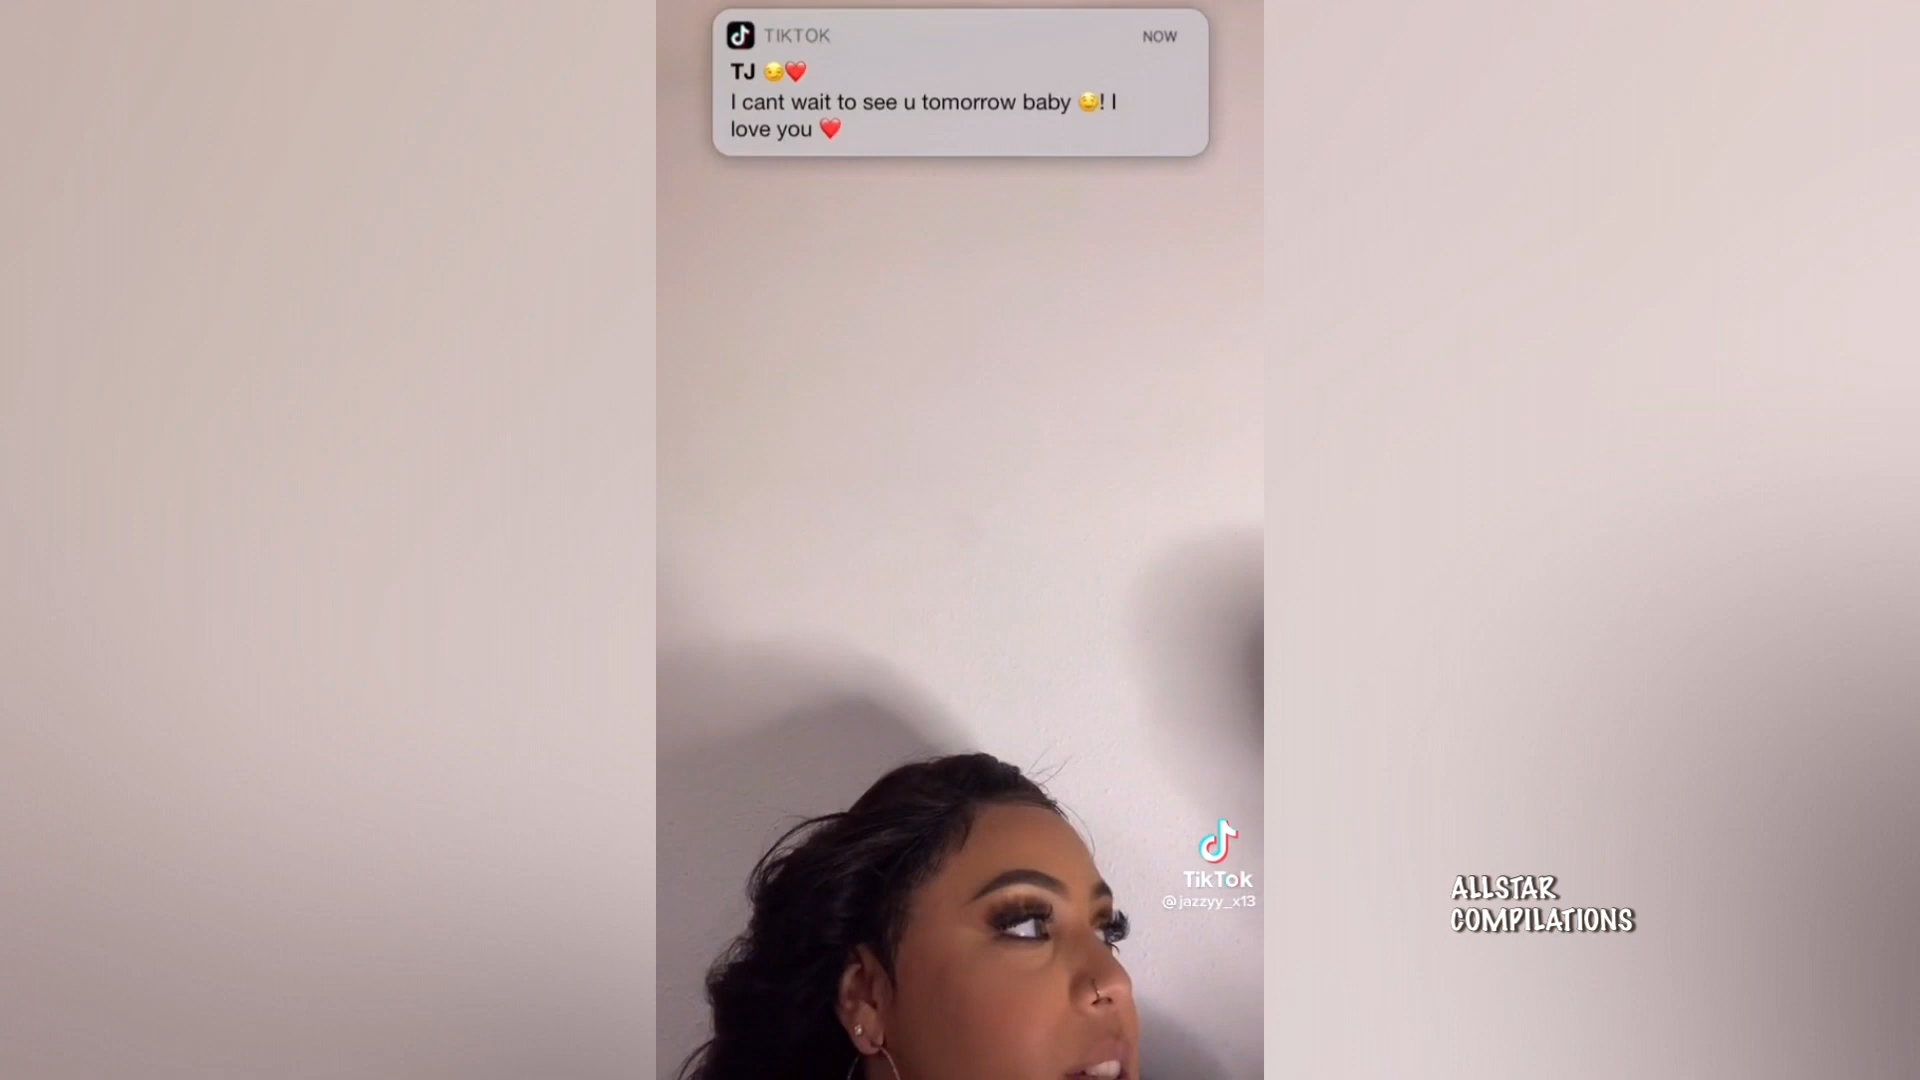 TIKTOK NOW
TJ 😏❤️
I cant wait to see u tomorrow baby 😏! I
love you ❤️
TikTok
@jazzyy_x13
ALLSTAR
COMPILATIONS